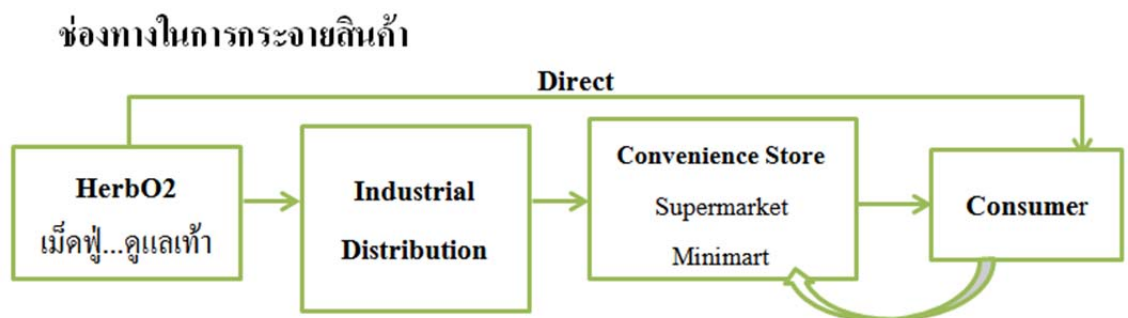 ช่องทางในการกระจายสินค้า
Direct
HerbO2
เม็ดฟู่...ดูแลเท้า
Industrial
Distribution
Convenience Store
Supermarket
Minimart
Consumer